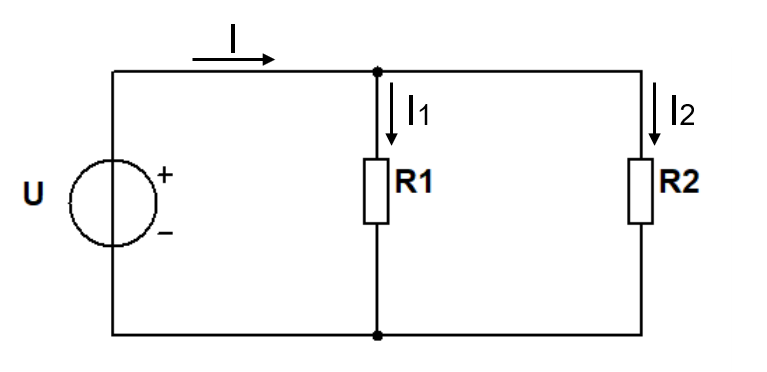 I
I1
I2
+
U
R1
R2
−